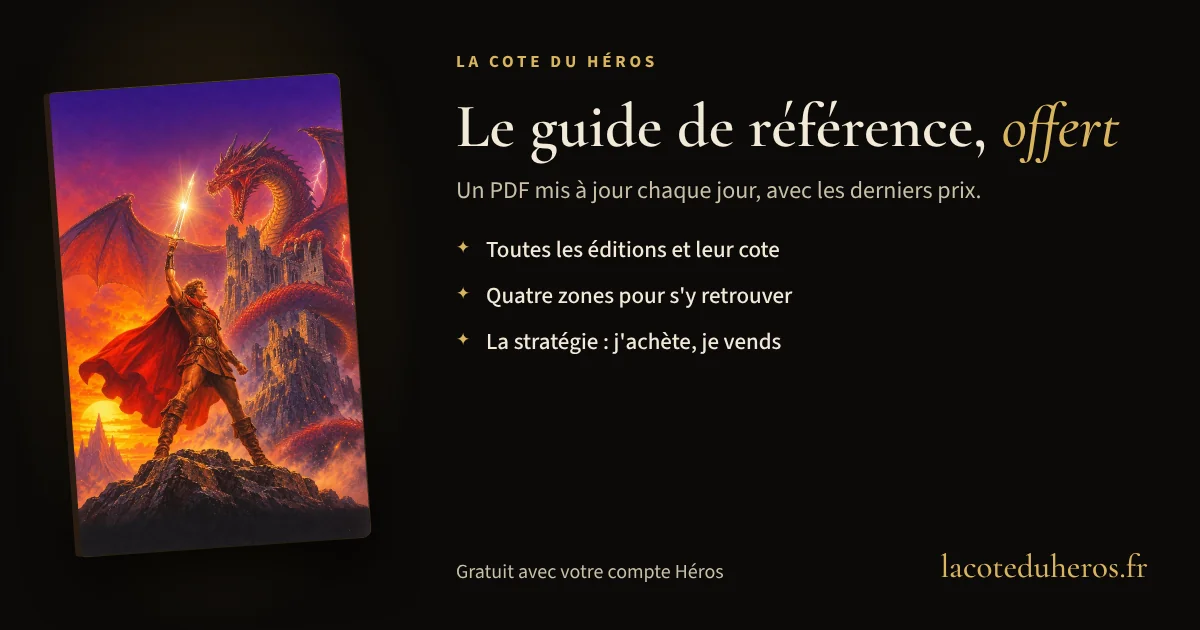 LA COTE DU HÉROS
Le guide de référence, offert
Un PDF mis à jour chaque jour, avec les derniers prix.
✦ Toutes les éditions et leur cote
✦ Quatre zones pour s'y retrouver
✦ La stratégie : j'achète, je vends
Gratuit avec votre compte Héros
lacoteduheros.fr